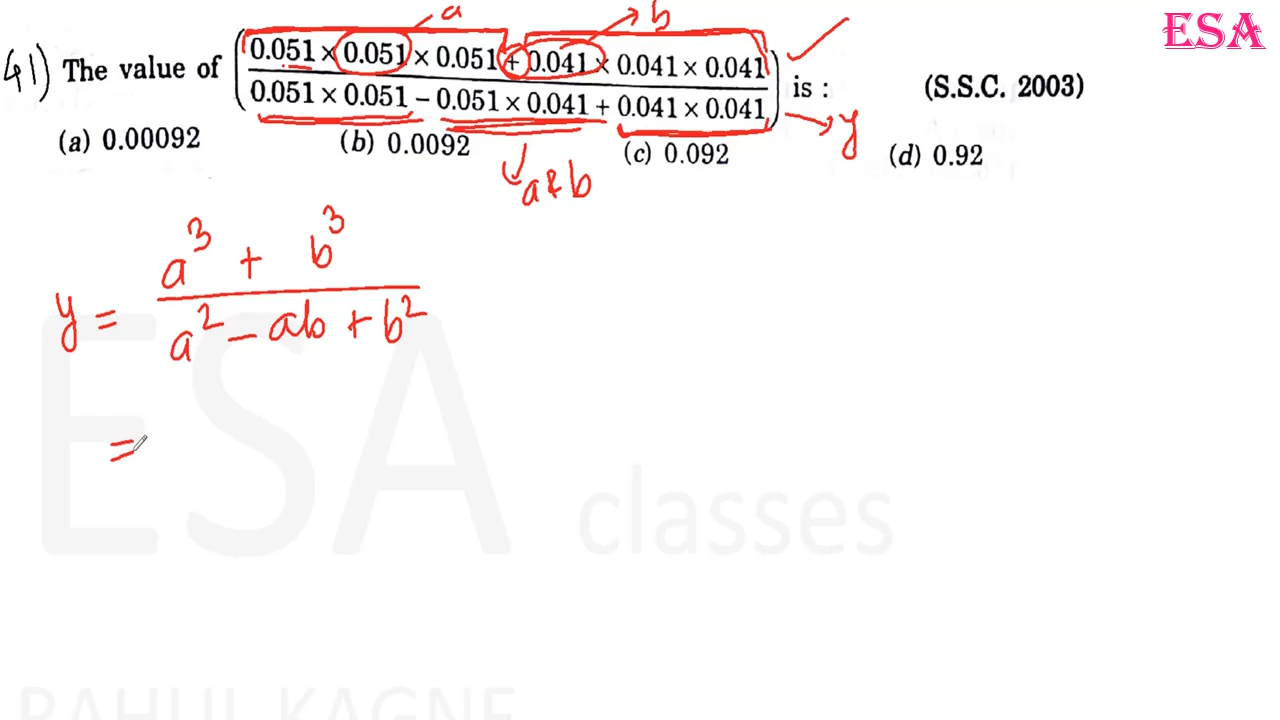 ESA
a
b
41) The value of (0.051 × 0.051 × 0.051 + 0.041 × 0.041 × 0.041 / 0.051 × 0.051 − 0.051 × 0.041 + 0.041 × 0.041) is : (S.S.C. 2003)
y
(a) 0.00092 (b) 0.0092 (c) 0.092 (d) 0.92
a & b
y = a³ + b³ / a² − ab + b²
=
ESA classes
RAHUL KAGNE